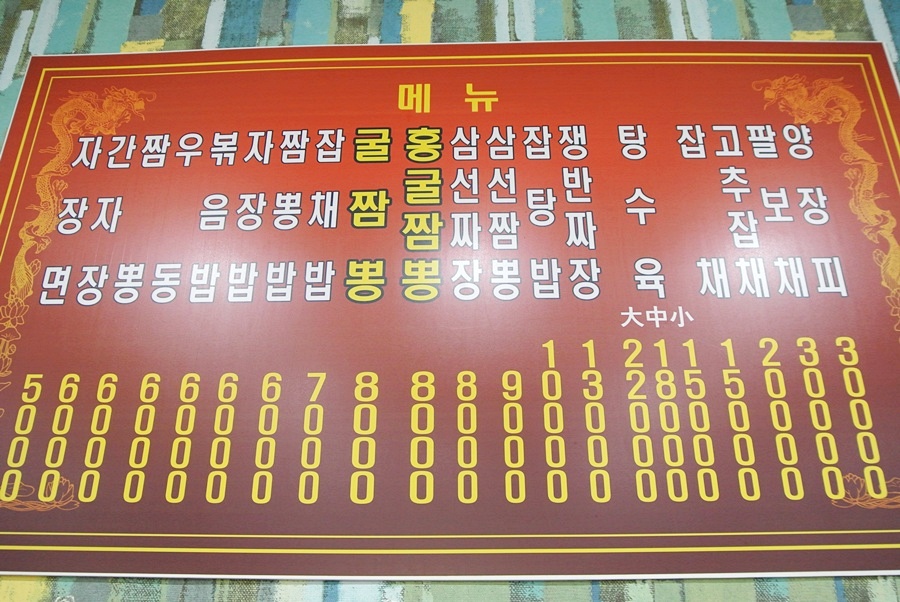 메뉴
자장면 5000
간자장 6000
짬뽕 6000
우동 6000
볶음밥 6000
자장밥 6000
짬뽕밥 6000
잡채밥 7000
굴짬뽕 8000
홍굴짬뽕 8000
삼선짜장 8000
삼선짬뽕 9000
잡탕밥 10000
쟁반짜장 13000
탕수육 大中小 22000 18000 15000
잡채 15000
고추잡채 20000
팔보채 30000
양장피 30000